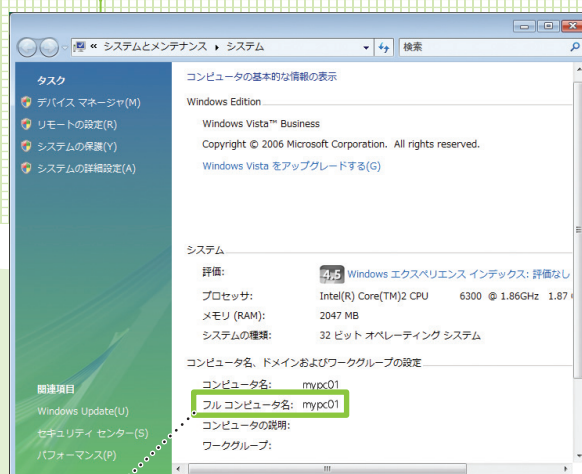 « システムとメンテナンス ▸ システム
検索
タスク
デバイス マネージャ(M)
リモートの設定(R)
システムの保護(Y)
システムの詳細設定(A)
関連項目
Windows Update(U)
セキュリティ センター(S)
パフォーマンス(P)
コンピュータの基本的な情報の表示
Windows Edition
Windows Vista™ Business
Copyright © 2006 Microsoft Corporation. All rights reserved.
Windows Vista をアップグレードする(G)
システム
評価: 4.5 Windows エクスペリエンス インデックス: 評価なし
プロセッサ: Intel(R) Core(TM)2 CPU 6300 @ 1.86GHz 1.87
メモリ (RAM): 2047 MB
システムの種類: 32 ビット オペレーティング システム
コンピュータ名、ドメインおよびワークグループの設定
コンピュータ名: mypc01
フル コンピュータ名: mypc01
コンピュータの説明:
ワークグループ: